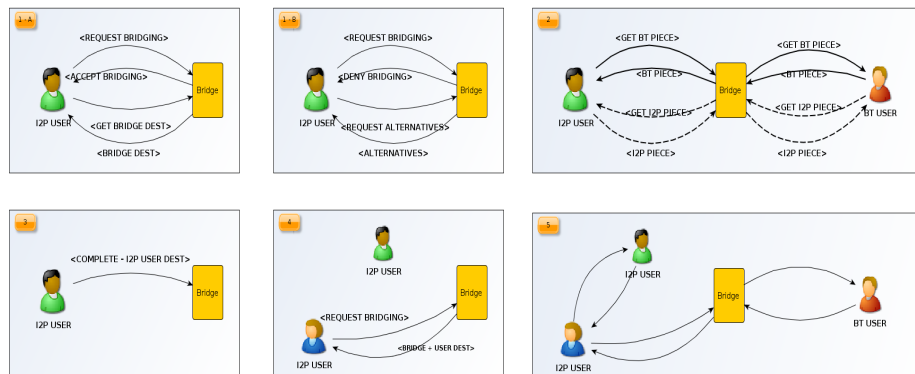 1 - A
<REQUEST BRIDGING>
<ACCEPT BRIDGING>
Bridge
I2P USER
<GET BRIDGE DEST>
<BRIDGE DEST>
1 - B
<REQUEST BRIDGING>
<DENY BRIDGING>
Bridge
I2P USER
<REQUEST ALTERNATIVES>
<ALTERNATIVES>
2
<GET BT PIECE>
<GET BT PIECE>
<BT PIECE>
<BT PIECE>
Bridge
<GET I2P PIECE>
<GET I2P PIECE>
I2P USER
BT USER
<I2P PIECE>
<I2P PIECE>
3
<COMPLETE - I2P USER DEST>
Bridge
I2P USER
4
I2P USER
Bridge
<REQUEST BRIDGING>
<BRIDGE + USER DEST>
I2P USER
5
I2P USER
Bridge
BT USER
I2P USER